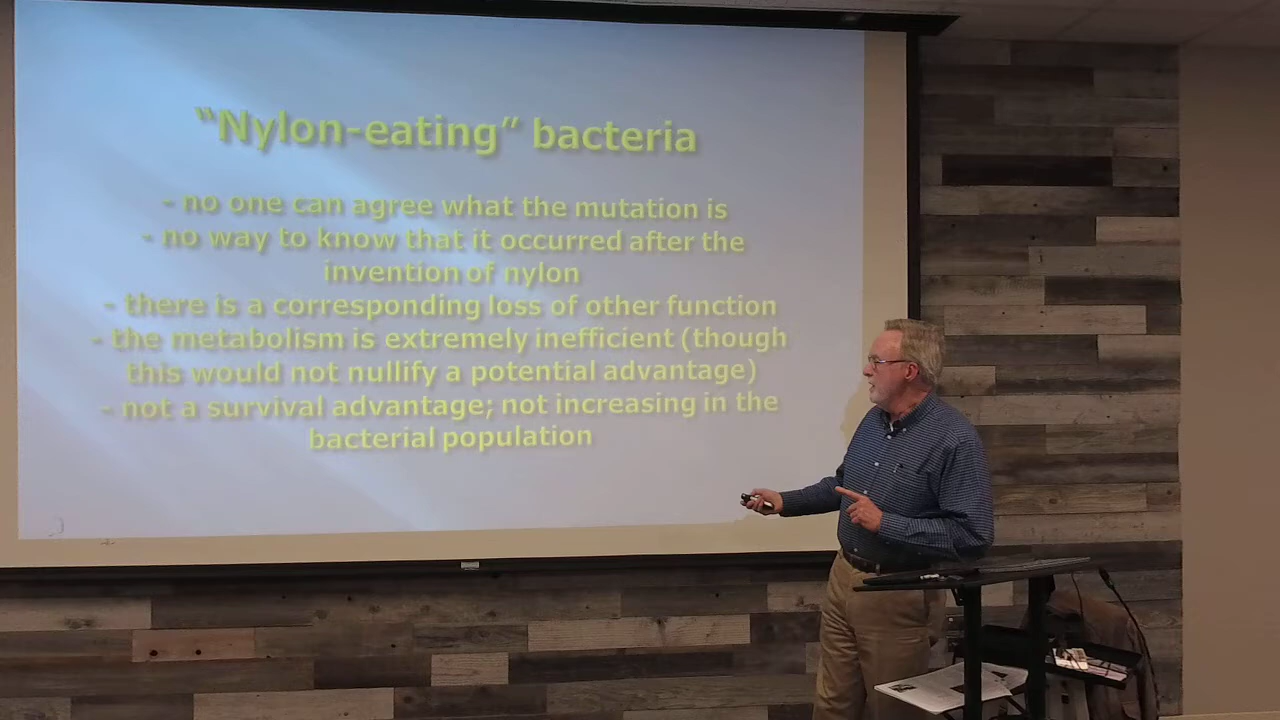 “Nylon-eating” bacteria
- no one can agree what the mutation is
- no way to know that it occurred after the
invention of nylon
- there is a corresponding loss of other function
- the metabolism is extremely inefficient (though
this would not nullify a potential advantage)
- not a survival advantage; not increasing in the
bacterial population